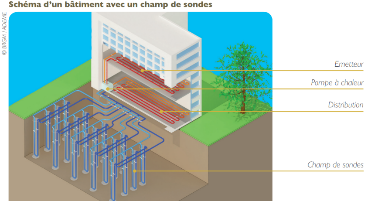 Schéma d'un bâtiment avec un champ de sondes
Emetteur
Pompe à chaleur
Distribution
Champ de sondes